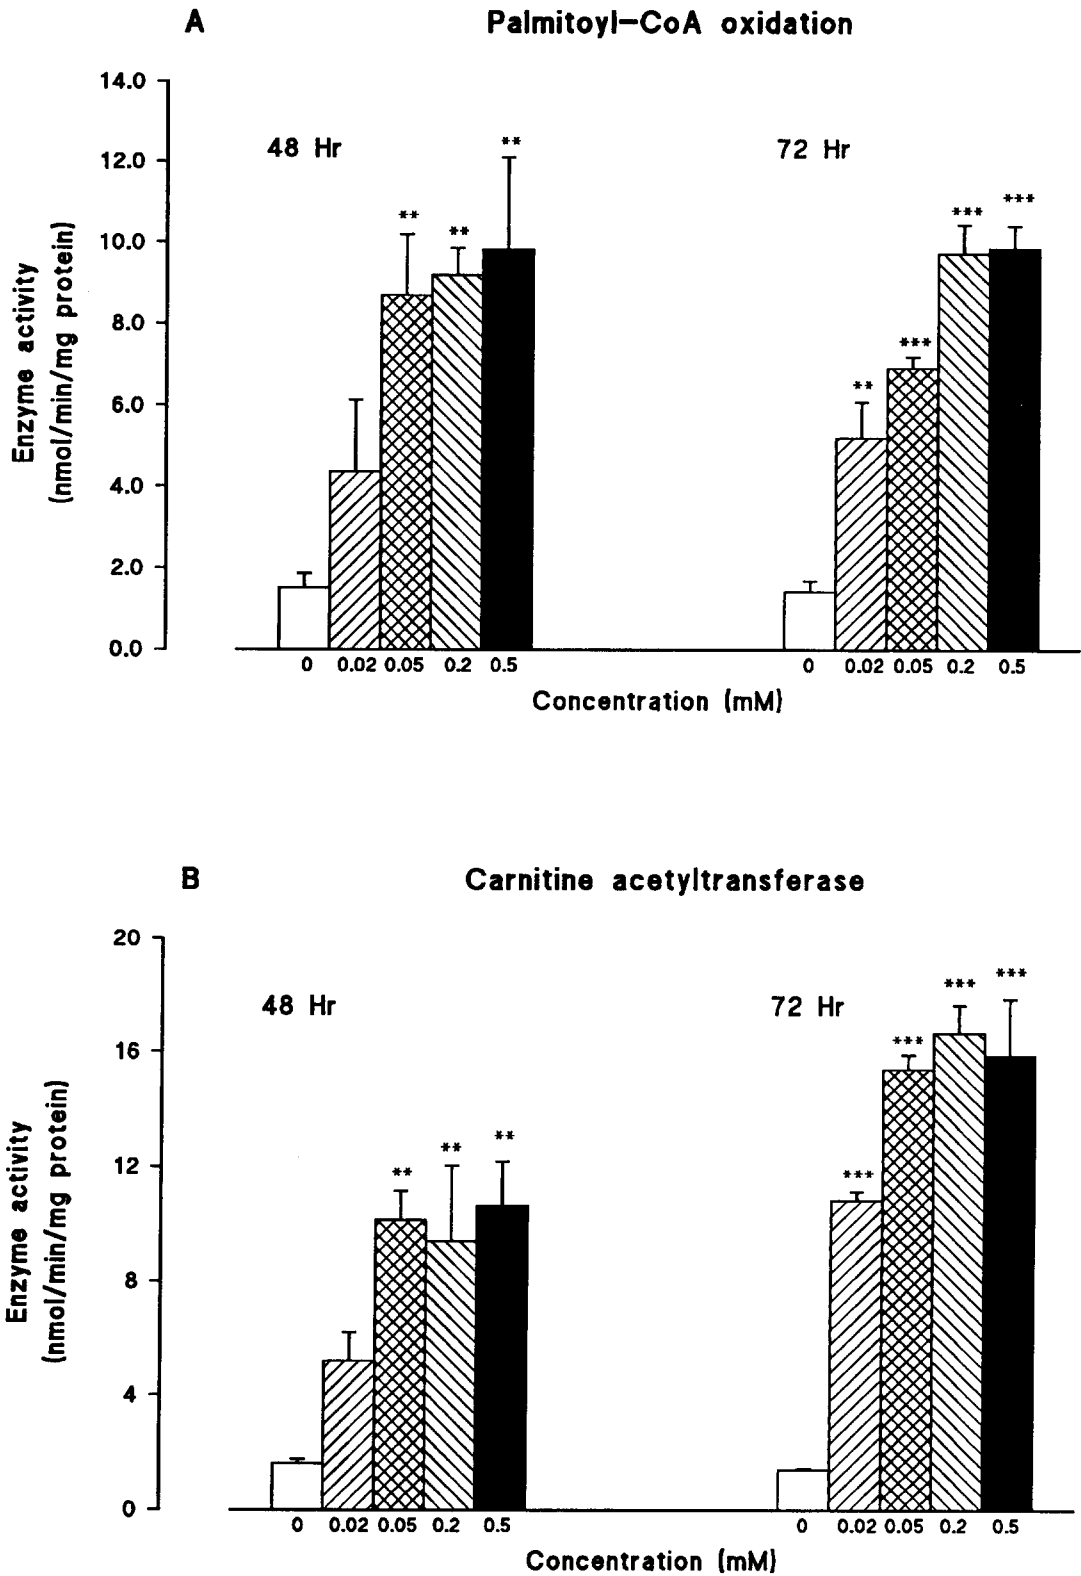 A
Palmitoyl-CoA oxidation
14.0
12.0
10.0
8.0
6.0
4.0
2.0
0.0
Enzyme activity
(nmol/min/mg protein)
48 Hr
72 Hr
**
**
**
**
***
***
***
0 0.02 0.05 0.2 0.5
0 0.02 0.05 0.2 0.5
Concentration (mM)
B
Carnitine acetyltransferase
20
16
12
8
4
0
Enzyme activity
(nmol/min/mg protein)
48 Hr
72 Hr
**
**
**
***
***
***
***
0 0.02 0.05 0.2 0.5
0 0.02 0.05 0.2 0.5
Concentration (mM)